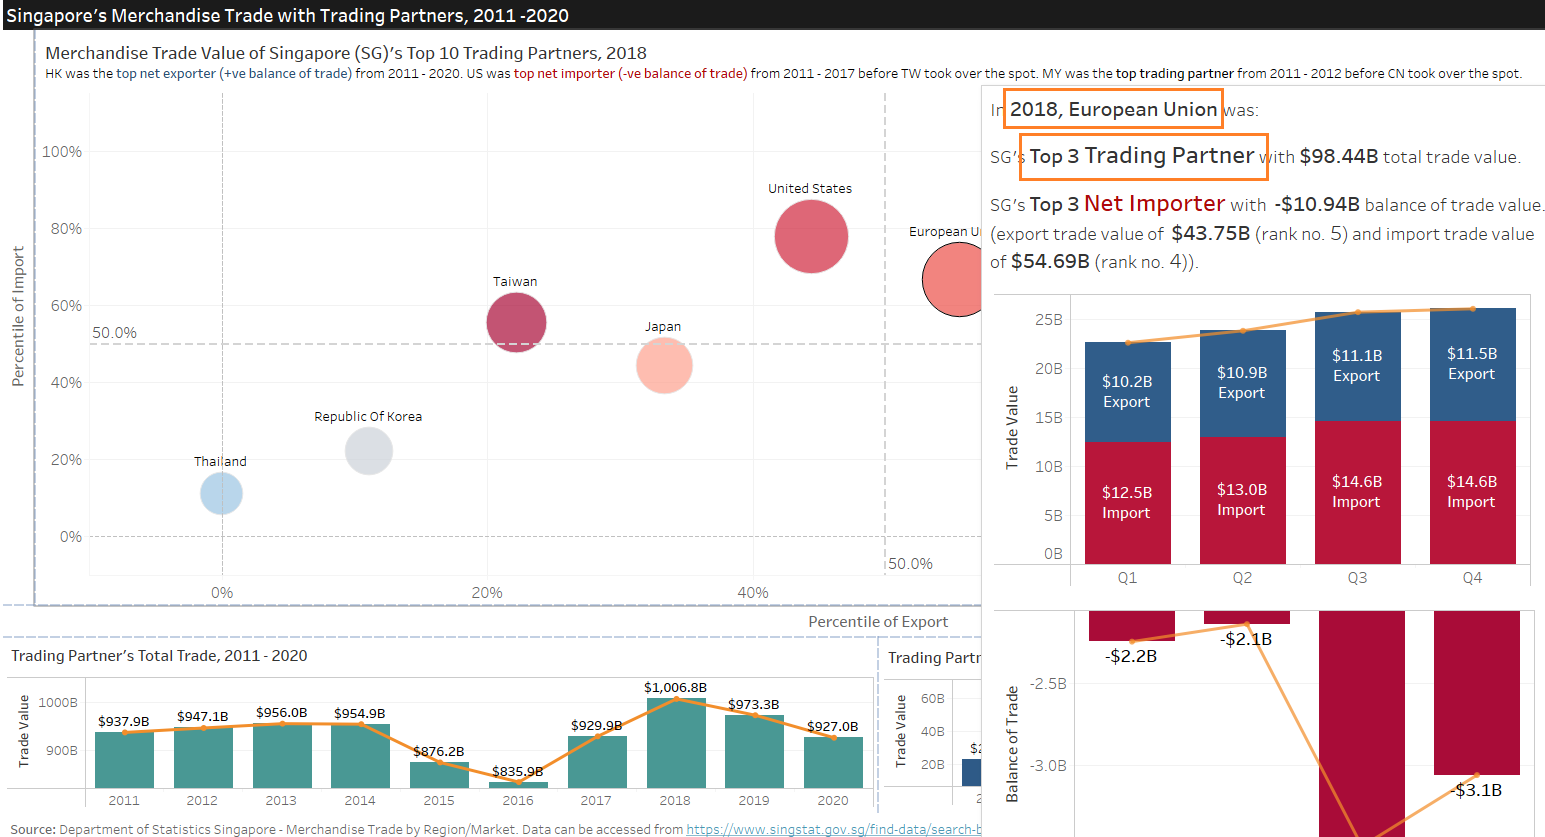 Singapore's Merchandise Trade with Trading Partners, 2011 -2020
Merchandise Trade Value of Singapore (SG)'s Top 10 Trading Partners, 2018
HK was the top net exporter (+ve balance of trade) from 2011 - 2020. US was top net importer (-ve balance of trade) from 2011 - 2017 before TW took over the spot. MY was the top trading partner from 2011 - 2012 before CN took over the spot.
Percentile of Import
100%
80%
60%
40%
20%
0%
50.0%
United States
European U
Taiwan
Japan
Republic Of Korea
Thailand
50.0%
0%
20%
40%
Percentile of Export
In 2018, European Union was:
SG's Top 3 Trading Partner with $98.44B total trade value.
SG's Top 3 Net Importer with -$10.94B balance of trade value.
(export trade value of $43.75B (rank no. 5) and import trade value
of $54.69B (rank no. 4)).
Trade Value
25B
20B
15B
10B
5B
0B
$10.2B
Export
$10.9B
Export
$11.1B
Export
$11.5B
Export
$12.5B
Import
$13.0B
Import
$14.6B
Import
$14.6B
Import
Q1
Q2
Q3
Q4
Balance of Trade
-2.5B
-3.0B
-$2.2B
-$2.1B
-$3.1B
Trading Partner's Total Trade, 2011 - 2020
Trade Value
1000B
900B
$937.9B
$947.1B
$956.0B
$954.9B
$876.2B
$835.9B
$929.9B
$1,006.8B
$973.3B
$927.0B
2011
2012
2013
2014
2015
2016
2017
2018
2019
2020
Trading Partr
Trade Value
60B
40B
20B
$2
2
Source: Department of Statistics Singapore - Merchandise Trade by Region/Market. Data can be accessed from https://www.singstat.gov.sg/find-data/search-b